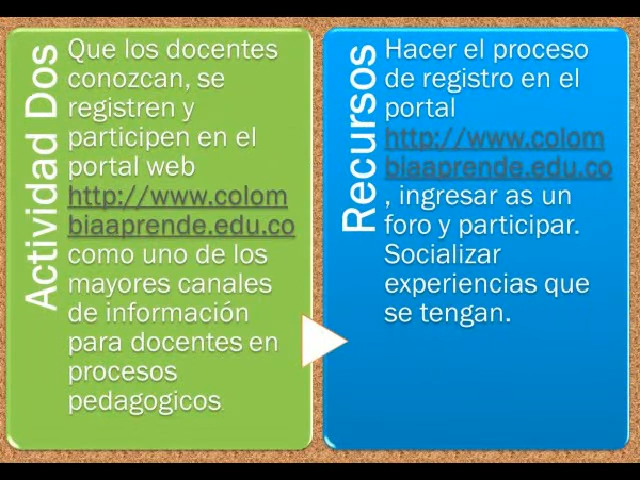 Actividad Dos
Que los docentes
conozcan, se
registren y
participen en el
portal web
http://www.colom
biaaprende.edu.co
como uno de los
mayores canales
de información
para docentes en
procesos
pedagogicos
Recursos
Hacer el proceso
de registro en el
portal
http://www.colom
biaaprende.edu.co
, ingresar as un
foro y participar.
Socializar
experiencias que
se tengan.